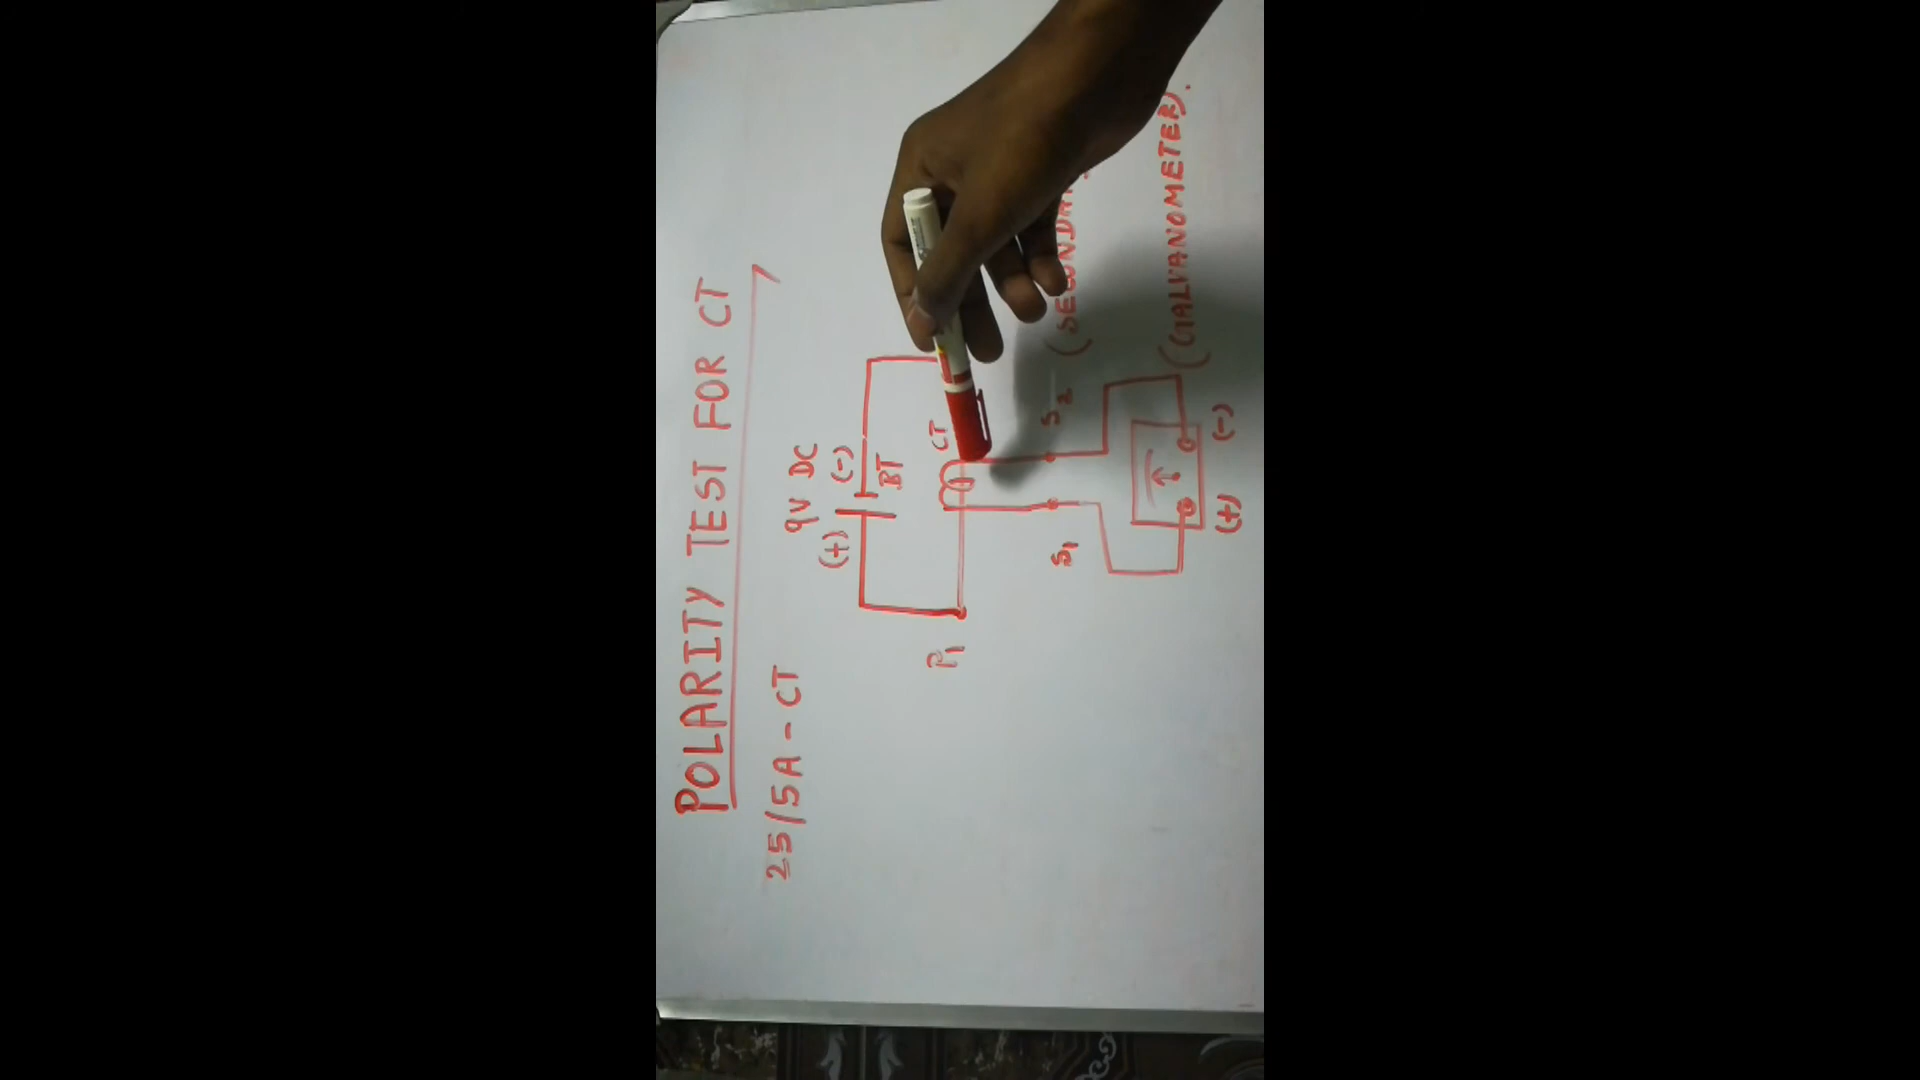 POLARITY TEST FOR CT
25/5A - CT
9V DC
(+) (-)
BT
CT
P1
S1 S2
(GALVANOMETER).
(+) (-)